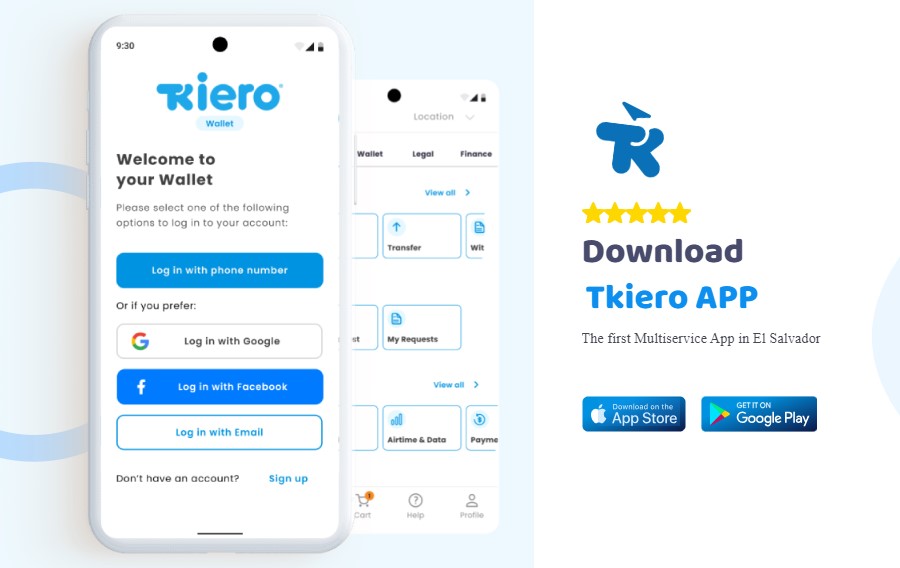 9:30
Tkiero
Wallet
Welcome to
your Wallet
Please select one of the following
options to log in to your account:
Log in with phone number
Or if you prefer:
Log in with Google
Log in with Facebook
Log in with Email
Don't have an account? Sign up
Location
Wallet Legal Finance
View all
Transfer
My Requests
View all
Airtime & Data
Cart 1
Help
Profile
Download
Tkiero APP
The first Multiservice App in El Salvador
Download on the
App Store
GET IT ON
Google Play